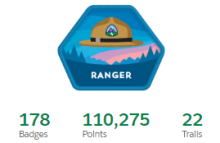 RANGER
178 110,275 22
Badges Points Trails